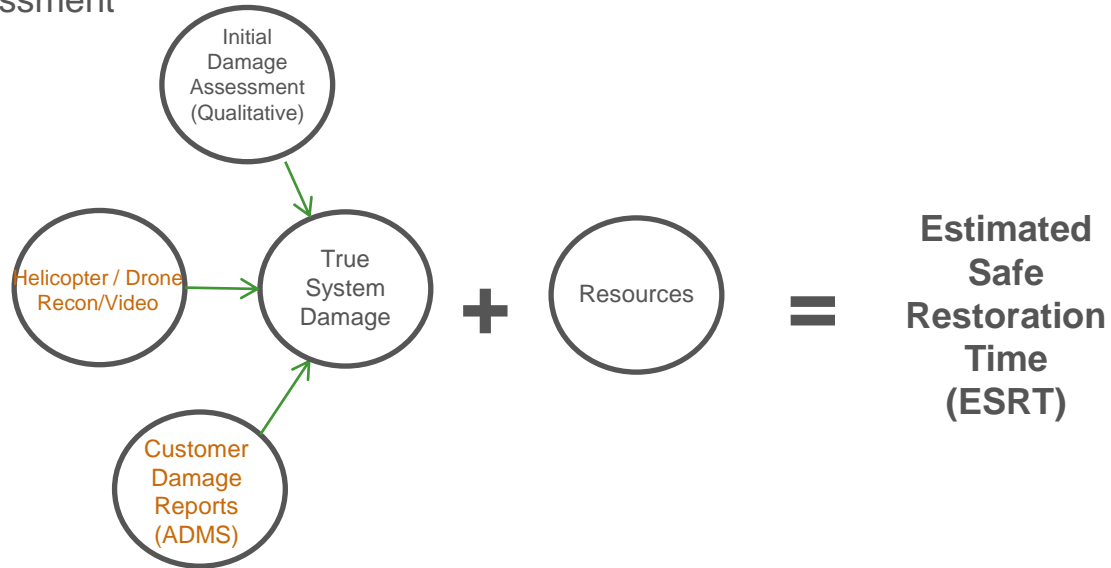 Initial
Damage
Assessment
(Qualitative)
Helicopter / Drone
Recon/Video
True
System
Damage
+
Resources
=
Estimated
Safe
Restoration
Time
(ESRT)
Customer
Damage
Reports
(ADMS)